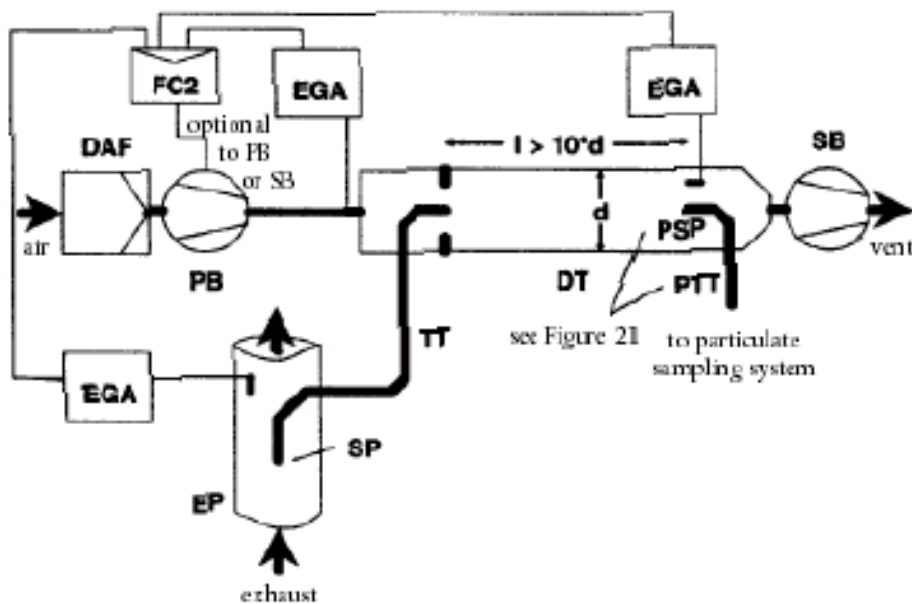 FC2
EGA
EGA
optional
to PB
or SB
DAF
l > 10*d
SB
air
d
PSP
vent
PB
DT
PTT
TT
see Figure 21
to particulate
sampling system
EGA
SP
EP
exhaust